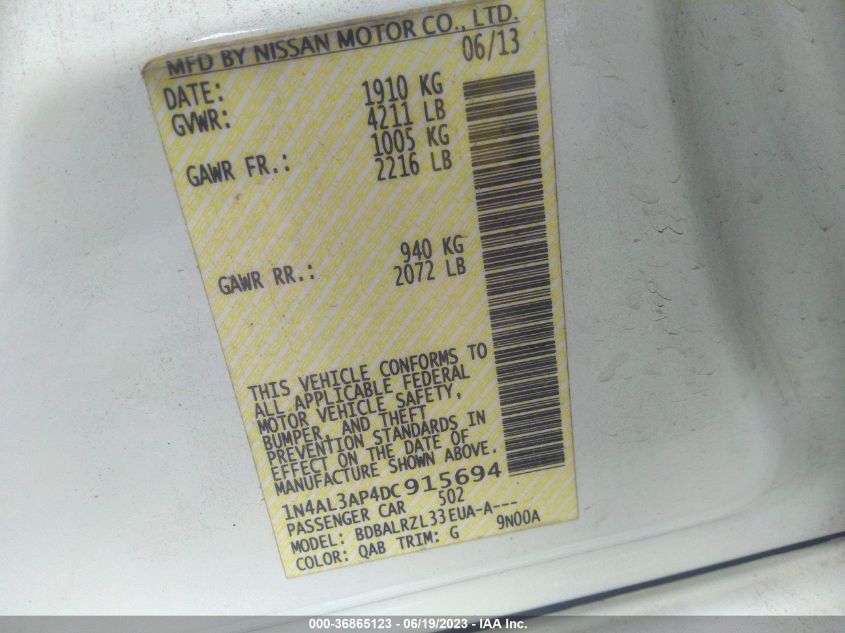 MFD BY NISSAN MOTOR CO., LTD.
DATE: 06/13
GVWR: 1910 KG
4211 LB
GAWR FR.: 1005 KG
2216 LB
GAWR RR.: 940 KG
2072 LB
THIS VEHICLE CONFORMS TO
ALL APPLICABLE FEDERAL
MOTOR VEHICLE SAFETY,
BUMPER, AND THEFT
PREVENTION STANDARDS IN
EFFECT ON THE DATE OF
MANUFACTURE SHOWN ABOVE.
1N4AL3AP4DC915694
PASSENGER CAR 502
MODEL: BDBALRZL33EUA-A---
COLOR: QAB TRIM: G 9N00A
000-36865123 - 06/19/2023 - IAA Inc.